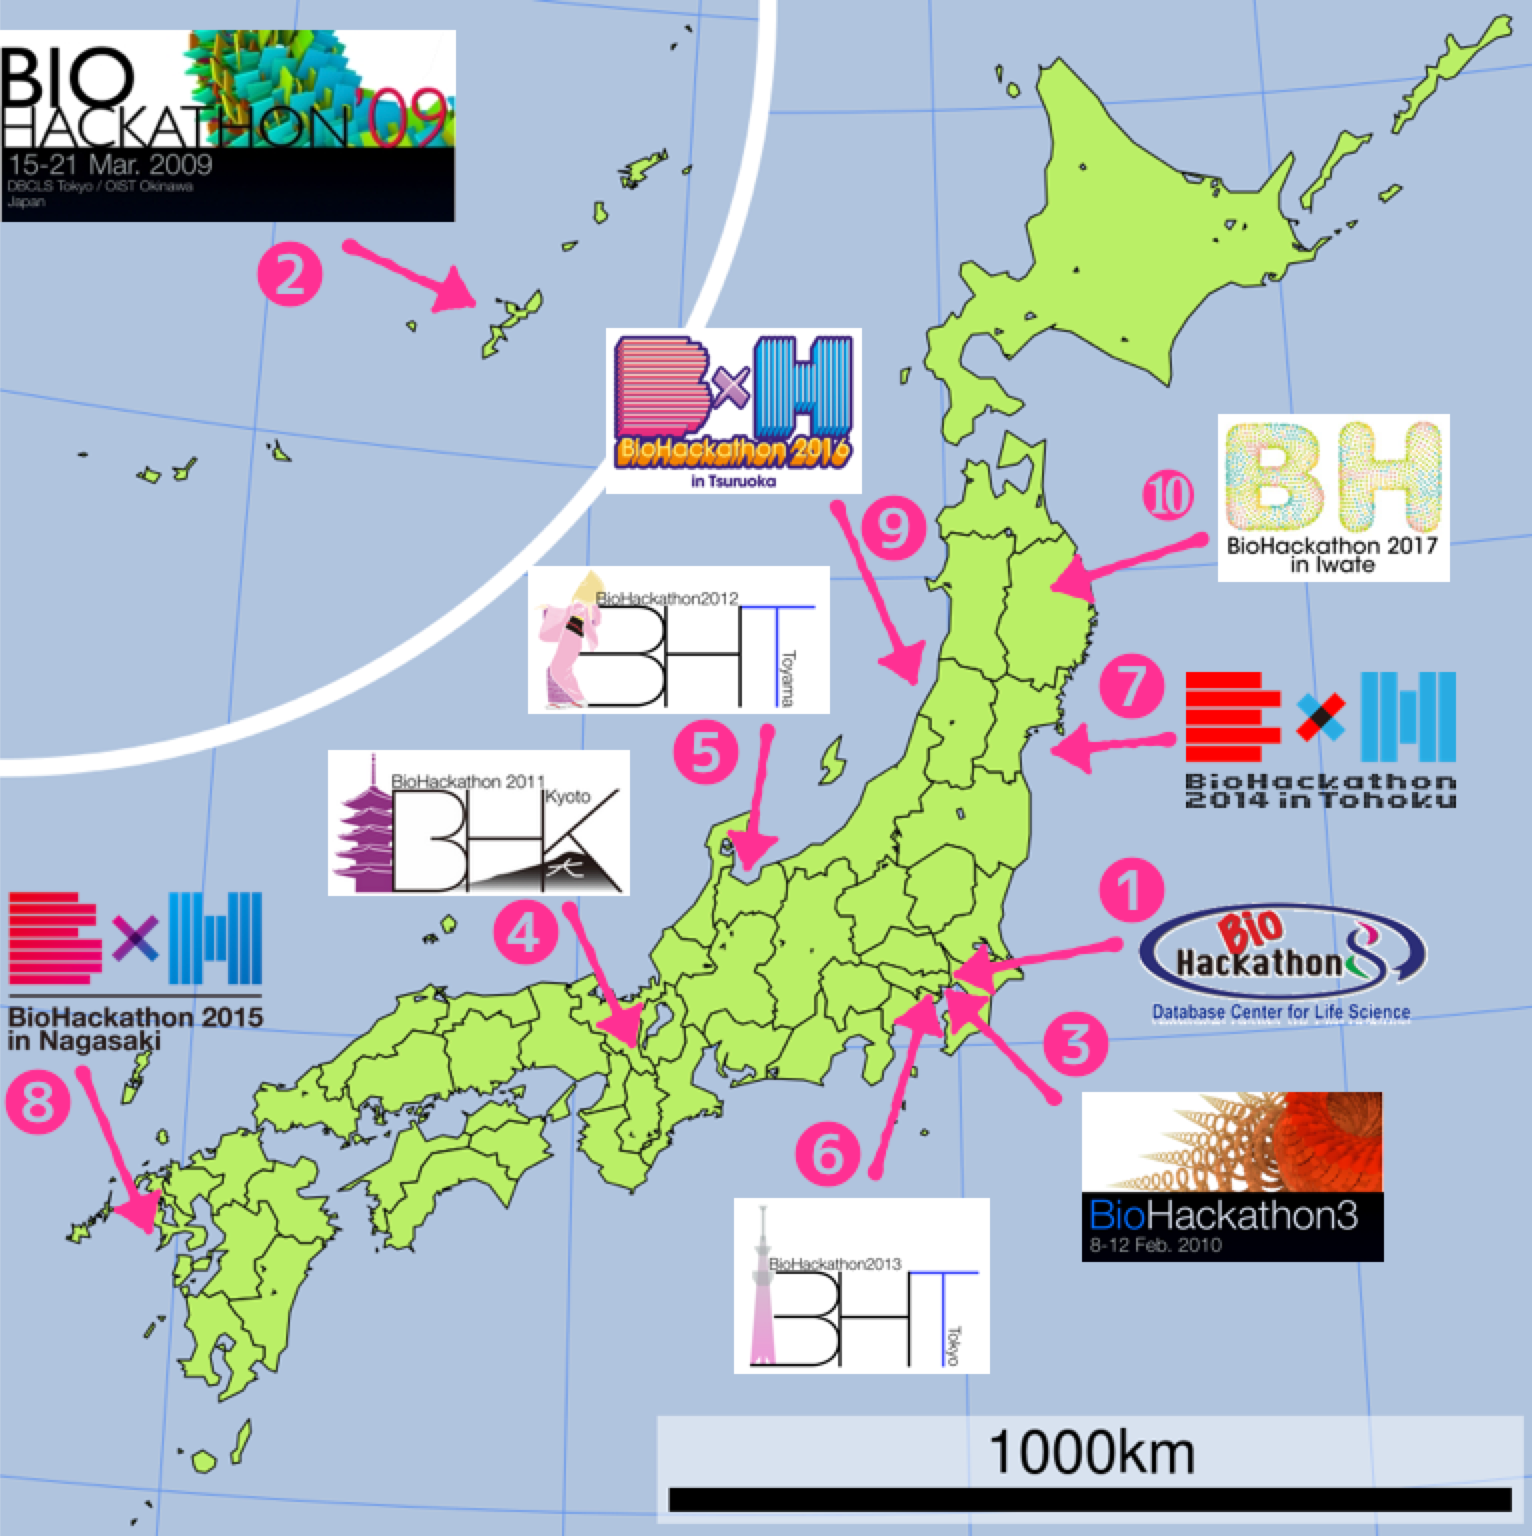 BIO
HACKATHON '09
15-21 Mar. 2009
DBCLS Tokyo / OIST Okinawa
Japan
2
B×H
BioHackathon 2016
in Tsuruoka
9
10
BH
BioHackathon 2017
in Iwate
BioHackathon2012
BHT
Toyama
5
7
B×H
BioHackathon
2014 in Tohoku
BioHackathon 2011
Kyoto
BHK
大
4
1
Bio
Hackathon
Database Center for Life Science
B×H
BioHackathon 2015
in Nagasaki
8
3
BioHackathon3
8-12 Feb. 2010
6
BioHackathon2013
BHT
Tokyo
1000km